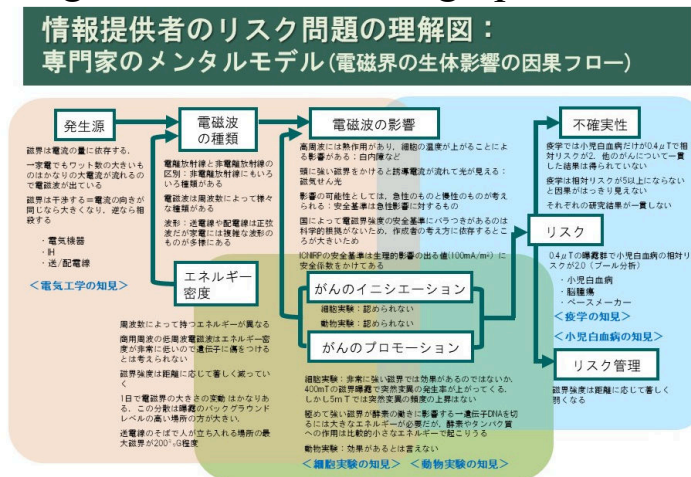 情報提供者のリスク問題の理解図：
専門家のメンタルモデル(電磁界の生体影響の因果フロー)
発生源
磁界は電流の量に依存する,
→家電でもワット数の大きいも
のはかなりの大電流が流れるの
で電磁波が出ている
磁界は干渉する=電流の向きが
同じなら大きくなり、逆なら相
殺する
・電気機器
・IH
・送/配電線
＜電気工学の知見＞
電磁波
の種類
電離放射線と非電離放射線の
区別：非電離放射線にもいろ
いろ種類がある
電磁波は周波数によって様々
な種類がある
波形：送電線や配電線は正弦
波だが家電には複雑な波形の
ものが多様にある
エネルギー
密度
周波数によって持つエネルギーが異なる
商用周波の低周波電磁波はエネルギー密
度が非常に低いので遺伝子に傷をつける
とは考えられない
磁界強度は距離に応じて著しく減ってい
く
1日で電磁界の大きさの変動はかなりあ
る、この分散は曝露のバックグラウンド
レベルの高い場所の方が大きい,
送電線のそばで人が立ち入れる場所の最
大磁界が200㍉G程度
電磁波の影響
高周波には熱作用があり、細胞の温度が上がることによ
る影響がある：白内障など
頭に強い磁界をかけると誘導電流が流れて光が見える：
磁気せん光
影響の可能性としては、急性のものと慢性のものが考え
られる：安全基準は急性影響に対するもの
国によって電磁界強度の安全基準にバラつきがあるのは
科学的根拠がないため、作成者の考え方に依存するとこ
ろが大きいため
ICNIRPの安全基準は生理的影響の出る値(100mA/m²) に
安全係数をかけてある
がんのイニシエーション
細胞実験：認められない
動物実験：認められない
がんのプロモーション
細胞実験：非常に強い磁界では効果があるのではないか,
400mTの磁界曝露で突然変異の発生率が上がってくる,
しかし5mTでは突然変異の頻度の上昇はない
極めて強い磁界が酵素の働きに影響する→遺伝子DNAを切
るには大きなエネルギーが必要だが、酵素やタンパク質
への作用は比較的小さなエネルギーで起こりうる
動物実験：効果があるとは言えない
＜細胞実験の知見＞ ＜動物実験の知見＞
不確実性
疫学では小児白血病だけが0.4μTで相
対リスクが2、他のがんについて一貫
した結果は得られていない
疫学は相対リスクが5以上にならない
と因果がはっきり見えない
それぞれの研究結果が一貫しない
リスク
0.4μTの曝露群で小児白血病の相対リ
スクが2.0（プール分析）
・小児白血病
・脳腫瘍
・ペースメーカー
＜疫学の知見＞
＜小児白血病の知見＞
リスク管理
磁界強度は距離に応じて著しく
弱くなる